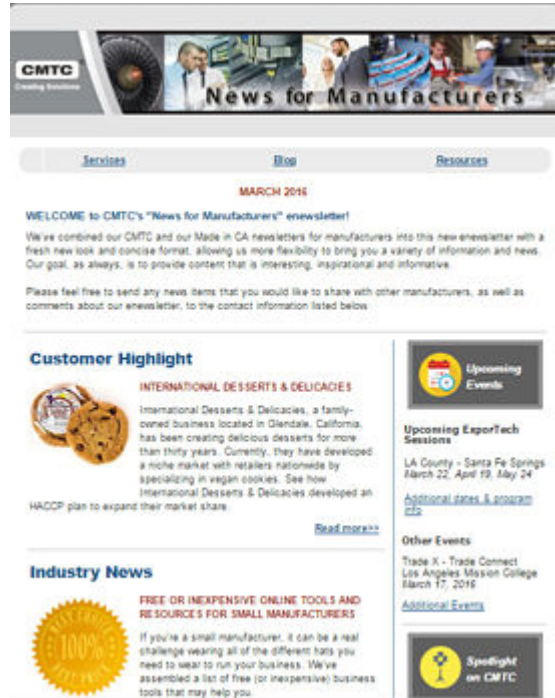 CMTC
Creating Solutions
News for Manufacturers
Services Blog Resources
MARCH 2016
WELCOME to CMTC's "News for Manufacturers" enewsletter!
We've combined our CMTC and our Made in CA newsletters for manufacturers into this new enewsletter with a
fresh new look and concise format, allowing us more flexibility to bring you a variety of information and news.
Our goal, as always, is to provide content that is interesting, inspirational and informative.
Please feel free to send any news items that you would like to share with other manufacturers, as well as
comments about our enewsletter, to the contact information listed below.
Customer Highlight
INTERNATIONAL DESSERTS & DELICACIES
International Desserts & Delicacies, a family-
owned business located in Glendale, California,
has been creating delicious desserts for more
than thirty years. Currently, they have developed
a niche market with retailers nationwide by
specializing in vegan cookies. See how
International Desserts & Delicacies developed an
HACCP plan to expand their market share.
Read more>>
Industry News
100%
FREE OR INEXPENSIVE ONLINE TOOLS AND
RESOURCES FOR SMALL MANUFACTURERS
If you're a small manufacturer, it can be a real
challenge wearing all of the different hats you
need to wear to run your business. We've
assembled a list of free (or inexpensive) business
tools that may help you.
Upcoming
Events
Upcoming ExporTech
Sessions
LA County - Santa Fe Springs
March 22, April 19, May 24
Additional dates & program
info
Other Events
Trade X - Trade Connect
Los Angeles Mission College
March 17, 2016
Additional Events
Spotlight
on CMTC